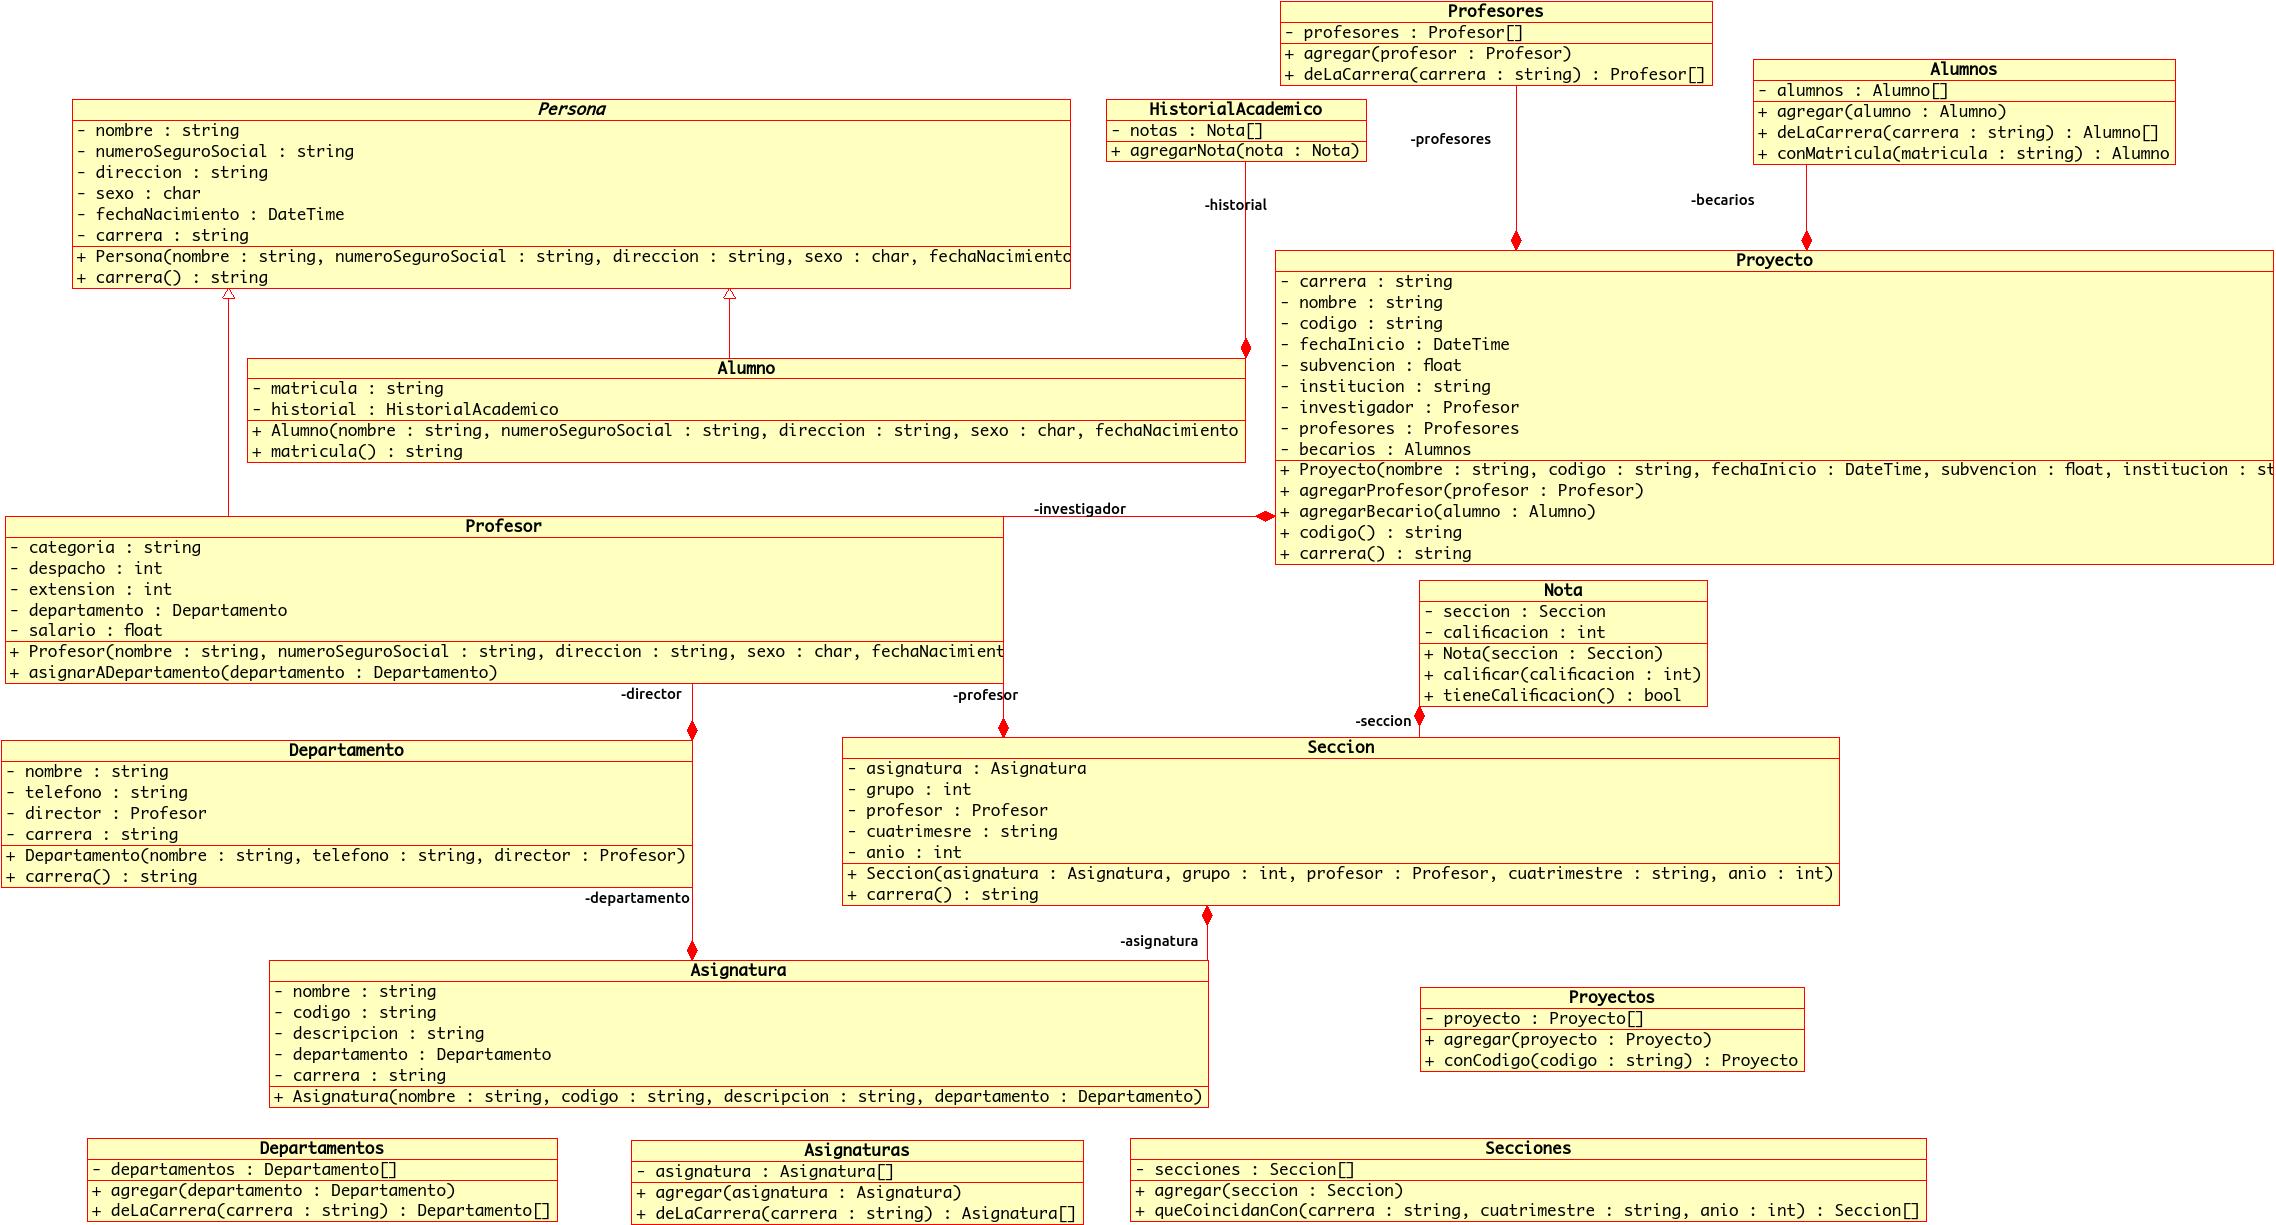 Profesores
- profesores : Profesor[]
+ agregar(profesor : Profesor)
+ deLaCarrera(carrera : string) : Profesor[]
Alumnos
- alumnos : Alumno[]
+ agregar(alumno : Alumno)
+ deLaCarrera(carrera : string) : Alumno[]
+ conMatricula(matricula : string) : Alumno
Persona
- nombre : string
- numeroSeguroSocial : string
- direccion : string
- sexo : char
- fechaNacimiento : DateTime
- carrera : string
+ Persona(nombre : string, numeroSeguroSocial : string, direccion : string, sexo : char, fechaNacimiento
+ carrera() : string
HistorialAcademico
- notas : Nota[]
+ agregarNota(nota : Nota)
-profesores
-becarios
-historial
Proyecto
- carrera : string
- nombre : string
- codigo : string
- fechaInicio : DateTime
- subvencion : float
- institucion : string
- investigador : Profesor
- profesores : Profesores
- becarios : Alumnos
+ Proyecto(nombre : string, codigo : string, fechaInicio : DateTime, subvencion : float, institucion : st
+ agregarProfesor(profesor : Profesor)
+ agregarBecario(alumno : Alumno)
+ codigo() : string
+ carrera() : string
Alumno
- matricula : string
- historial : HistorialAcademico
+ Alumno(nombre : string, numeroSeguroSocial : string, direccion : string, sexo : char, fechaNacimiento
+ matricula() : string
-investigador
Profesor
- categoria : string
- despacho : int
- extension : int
- departamento : Departamento
- salario : float
+ Profesor(nombre : string, numeroSeguroSocial : string, direccion : string, sexo : char, fechaNacimient
+ asignarADepartamento(departamento : Departamento)
Nota
- seccion : Seccion
- calificacion : int
+ Nota(seccion : Seccion)
+ calificar(calificacion : int)
+ tieneCalificacion() : bool
-director
-profesor
-seccion
Departamento
- nombre : string
- telefono : string
- director : Profesor
- carrera : string
+ Departamento(nombre : string, telefono : string, director : Profesor)
+ carrera() : string
Seccion
- asignatura : Asignatura
- grupo : int
- profesor : Profesor
- cuatrimesre : string
- anio : int
+ Seccion(asignatura : Asignatura, grupo : int, profesor : Profesor, cuatrimestre : string, anio : int)
+ carrera() : string
-departamento
-asignatura
Asignatura
- nombre : string
- codigo : string
- descripcion : string
- departamento : Departamento
- carrera : string
+ Asignatura(nombre : string, codigo : string, descripcion : string, departamento : Departamento)
Proyectos
- proyecto : Proyecto[]
+ agregar(proyecto : Proyecto)
+ conCodigo(codigo : string) : Proyecto
Departamentos
- departamentos : Departamento[]
+ agregar(departamento : Departamento)
+ deLaCarrera(carrera : string) : Departamento[]
Asignaturas
- asignatura : Asignatura[]
+ agregar(asignatura : Asignatura)
+ deLaCarrera(carrera : string) : Asignatura[]
Secciones
- secciones : Seccion[]
+ agregar(seccion : Seccion)
+ queCoincidanCon(carrera : string, cuatrimestre : string, anio : int) : Seccion[]